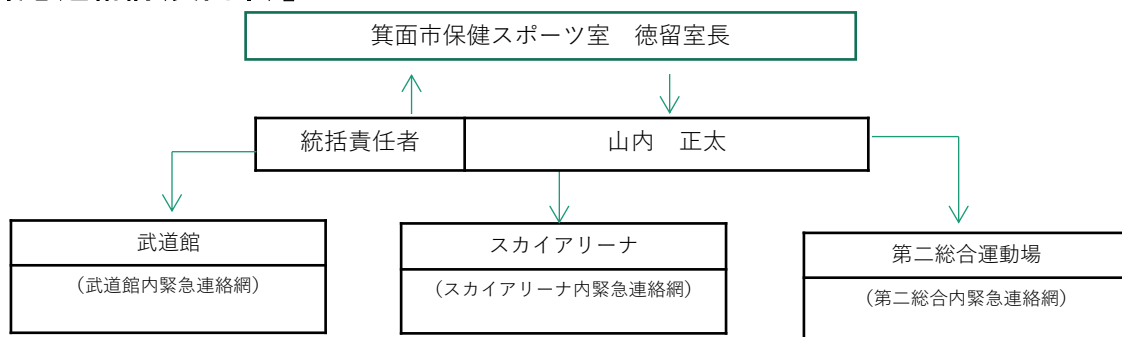 箕面市保健スポーツ室　徳留室長
統括責任者　山内　正太
武道館
(武道館内緊急連絡網)
スカイアリーナ
(スカイアリーナ内緊急連絡網)
第二総合運動場
(第二総合内緊急連絡網)